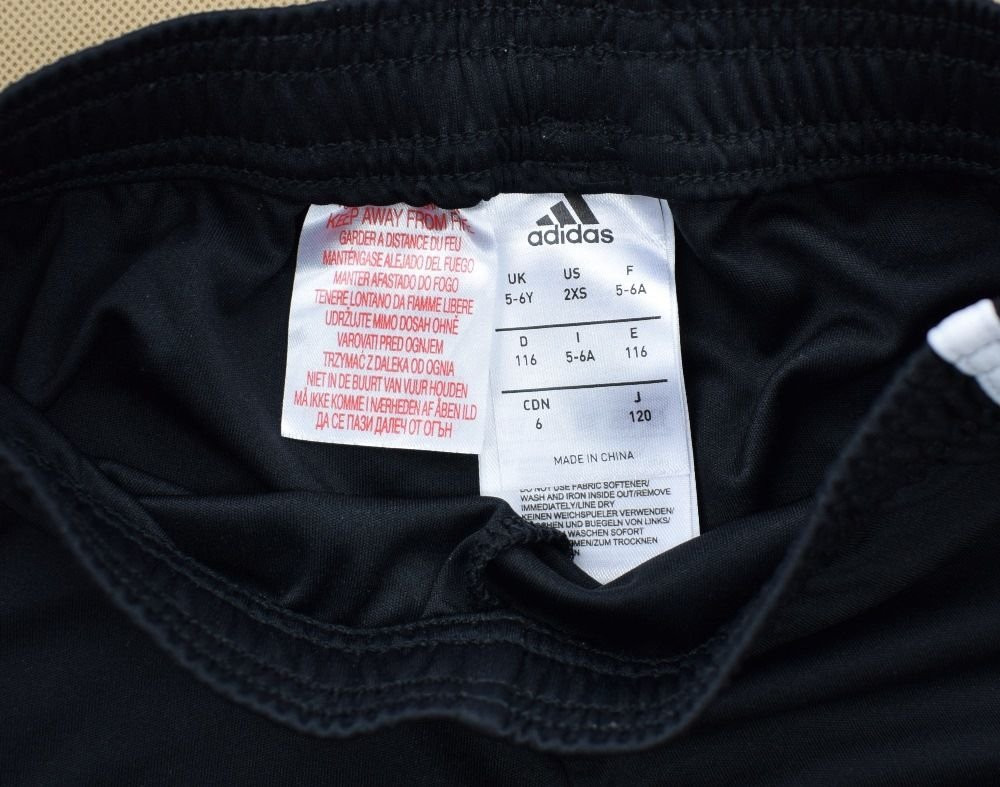 KEEP AWAY FROM FIRE
GARDER A DISTANCE DU FEU
MANTÉNGASE ALEJADO DEL FUEGO
MANTER AFASTADO DO FOGO
TENERE LONTANO DA FIAMME LIBERE
UDRŽUJTE MIMO DOSAH OHNĚ
VAROVATI PRED OGNJEM
TRZYMAĆ Z DALEKA OD OGNIA
NIET IN DE BUURT VAN VUUR HOUDEN
MÅ IKKE KOMME I NÆRHEDEN AF ÅBEN ILD
ДА СЕ ПАЗИ ДАЛЕЧ ОТ ОГЪН
adidas
UK US F
5-6Y 2XS 5-6A
D I E
116 5-6A 116
CDN J
6 120
MADE IN CHINA
DO NOT USE FABRIC SOFTENER/
WASH AND IRON INSIDE OUT/REMOVE
IMMEDIATELY/LINE DRY
KEINEN WEICHSPUELER VERWENDEN/
UND BUEGELN VON LINKS/
WASCHEN SOFORT
ZUM TROCKNEN